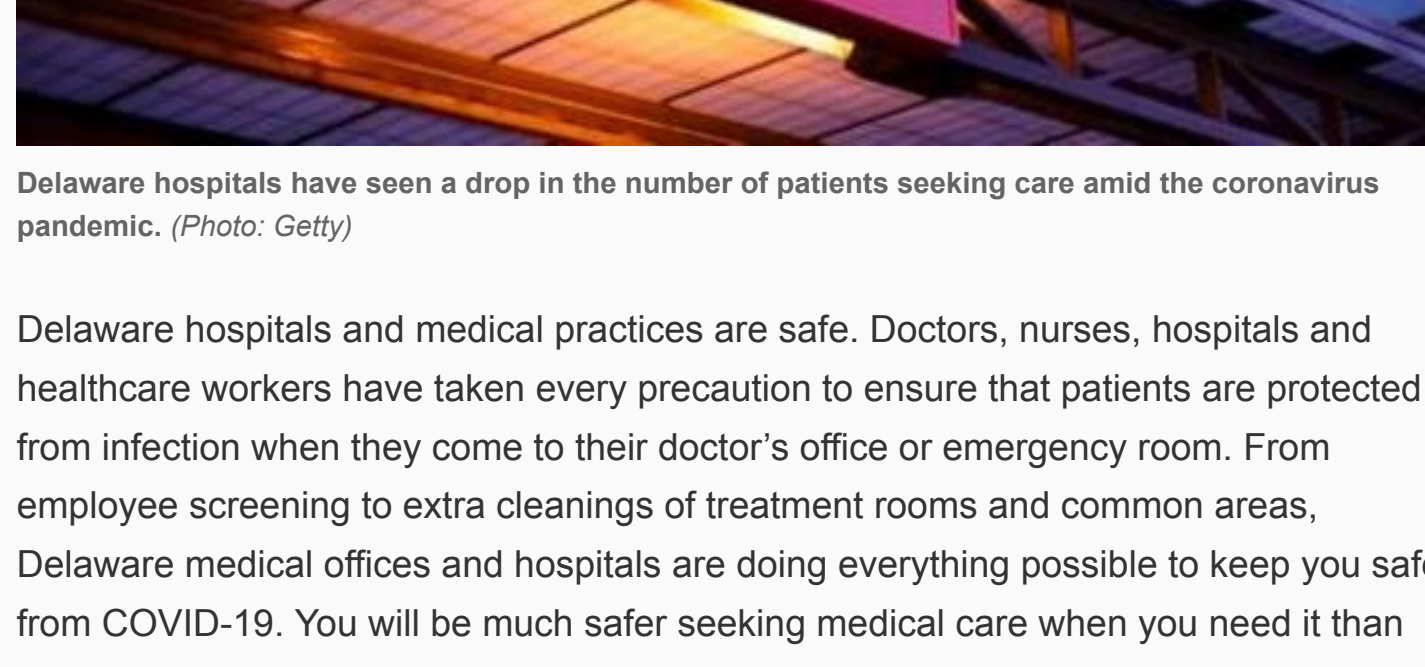 Delaware hospitals have seen a drop in the number of patients seeking care amid the coronavirus
pandemic. (Photo: Getty)
Delaware hospitals and medical practices are safe. Doctors, nurses, hospitals and
healthcare workers have taken every precaution to ensure that patients are protected
from infection when they come to their doctor’s office or emergency room. From
employee screening to extra cleanings of treatment rooms and common areas,
Delaware medical offices and hospitals are doing everything possible to keep you safe
from COVID-19. You will be much safer seeking medical care when you need it than